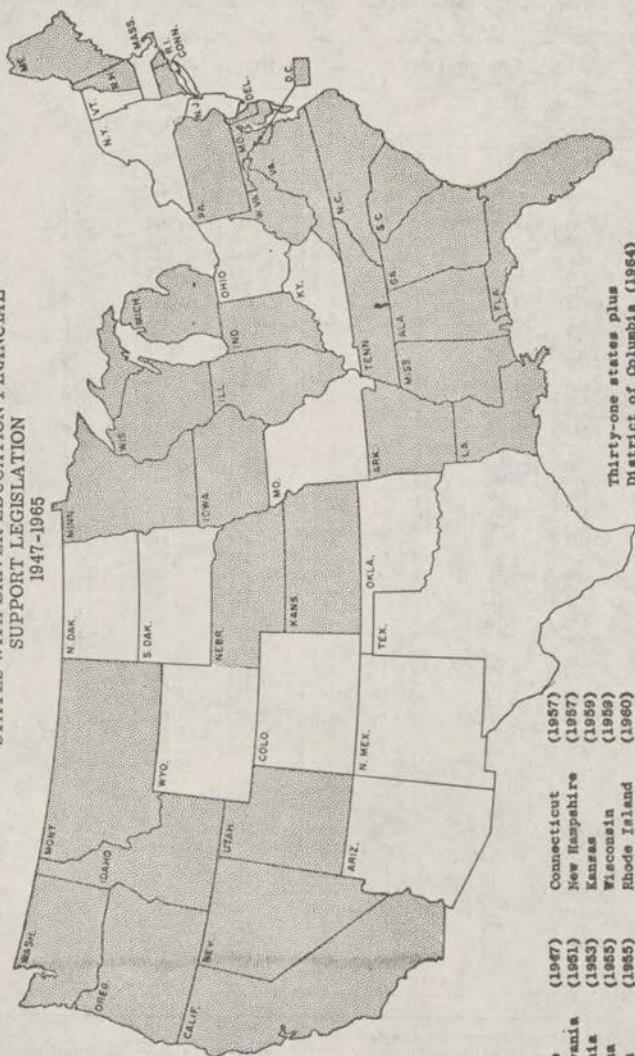 SUPPORT LEGISLATION
1947-1965
WASH.
MONT.
N. DAK.
MINN.
ME.
OREG.
IDAHO
WYO.
S. DAK.
WIS.
MICH.
N.Y.
VT.
N.H.
MASS.
R.I.
CONN.
CALIF.
NEV.
UTAH
COLO.
NEBR.
IOWA
ILL.
IND.
OHIO
PA.
N.J.
DEL.
MD.
D.C.
W.VA.
VA.
KANS.
MO.
KY.
ARIZ.
N. MEX.
OKLA.
ARK.
TENN.
N.C.
S.C.
TEX.
LA.
MISS.
ALA.
GA.
FLA.
(1947) Connecticut (1957)
(1951) New Hampshire (1957)
(1953) Kansas (1959)
(1955) Wisconsin (1959)
(1955) Rhode Island (1960)
Thirty-one states plus
District of Columbia (1964)